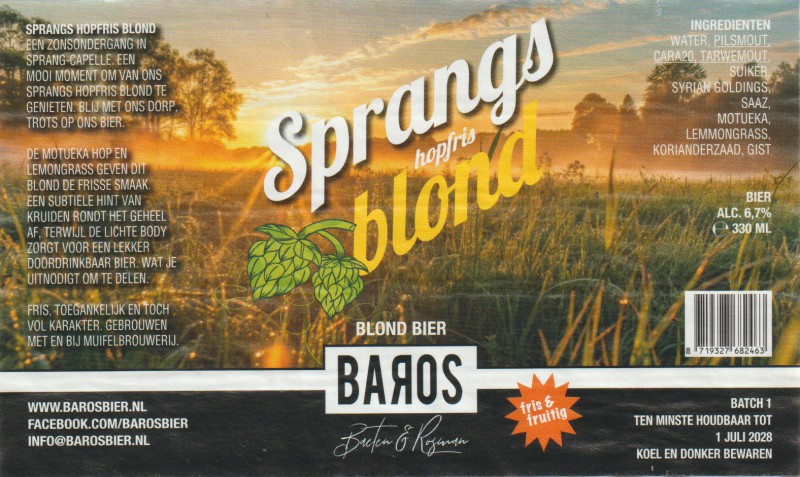 SPRANGS HOPFRIS BLOND
EEN ZONSONDERGANG IN
SPRANG-CAPELLE. EEN
MOOI MOMENT OM VAN ONS
SPRANGS HOPFRIS BLOND TE
GENIETEN. BLIJ MET ONS DORP,
TROTS OP ONS BIER.
DE MOTUEKA HOP EN
LEMONGRASS GEVEN DIT
BLOND DE FRISSE SMAAK.
EEN SUBTIELE HINT VAN
KRUIDEN RONDT HET GEHEEL
AF, TERWIJL DE LICHTE BODY
ZORGT VOOR EEN LEKKER
DOORDRINKBAAR BIER. WAT JE
UITNODIGT OM TE DELEN.
FRIS, TOEGANKELIJK EN TOCH
VOL KARAKTER. GEBROUWEN
MET EN BIJ MUIFELBROUWERIJ.
WWW.BAROSBIER.NL
FACEBOOK.COM/BAROSBIER
INFO@BAROSBIER.NL
Sprangs
hopfris
blond
BLOND BIER
BAROS
Baeten & Rosman
fris &
fruitig
INGREDIENTEN
WATER, PILSMOUT,
CARA20, TARWEMOUT,
SUIKER,
SYRIAN GOLDINGS,
SAAZ,
MOTUEKA,
LEMMONGRASS,
KORIANDERZAAD, GIST
BIER
ALC. 6,7%
℮ 330 ML
8 719327 682463
BATCH 1
TEN MINSTE HOUDBAAR TOT
1 JULI 2028
KOEL EN DONKER BEWAREN